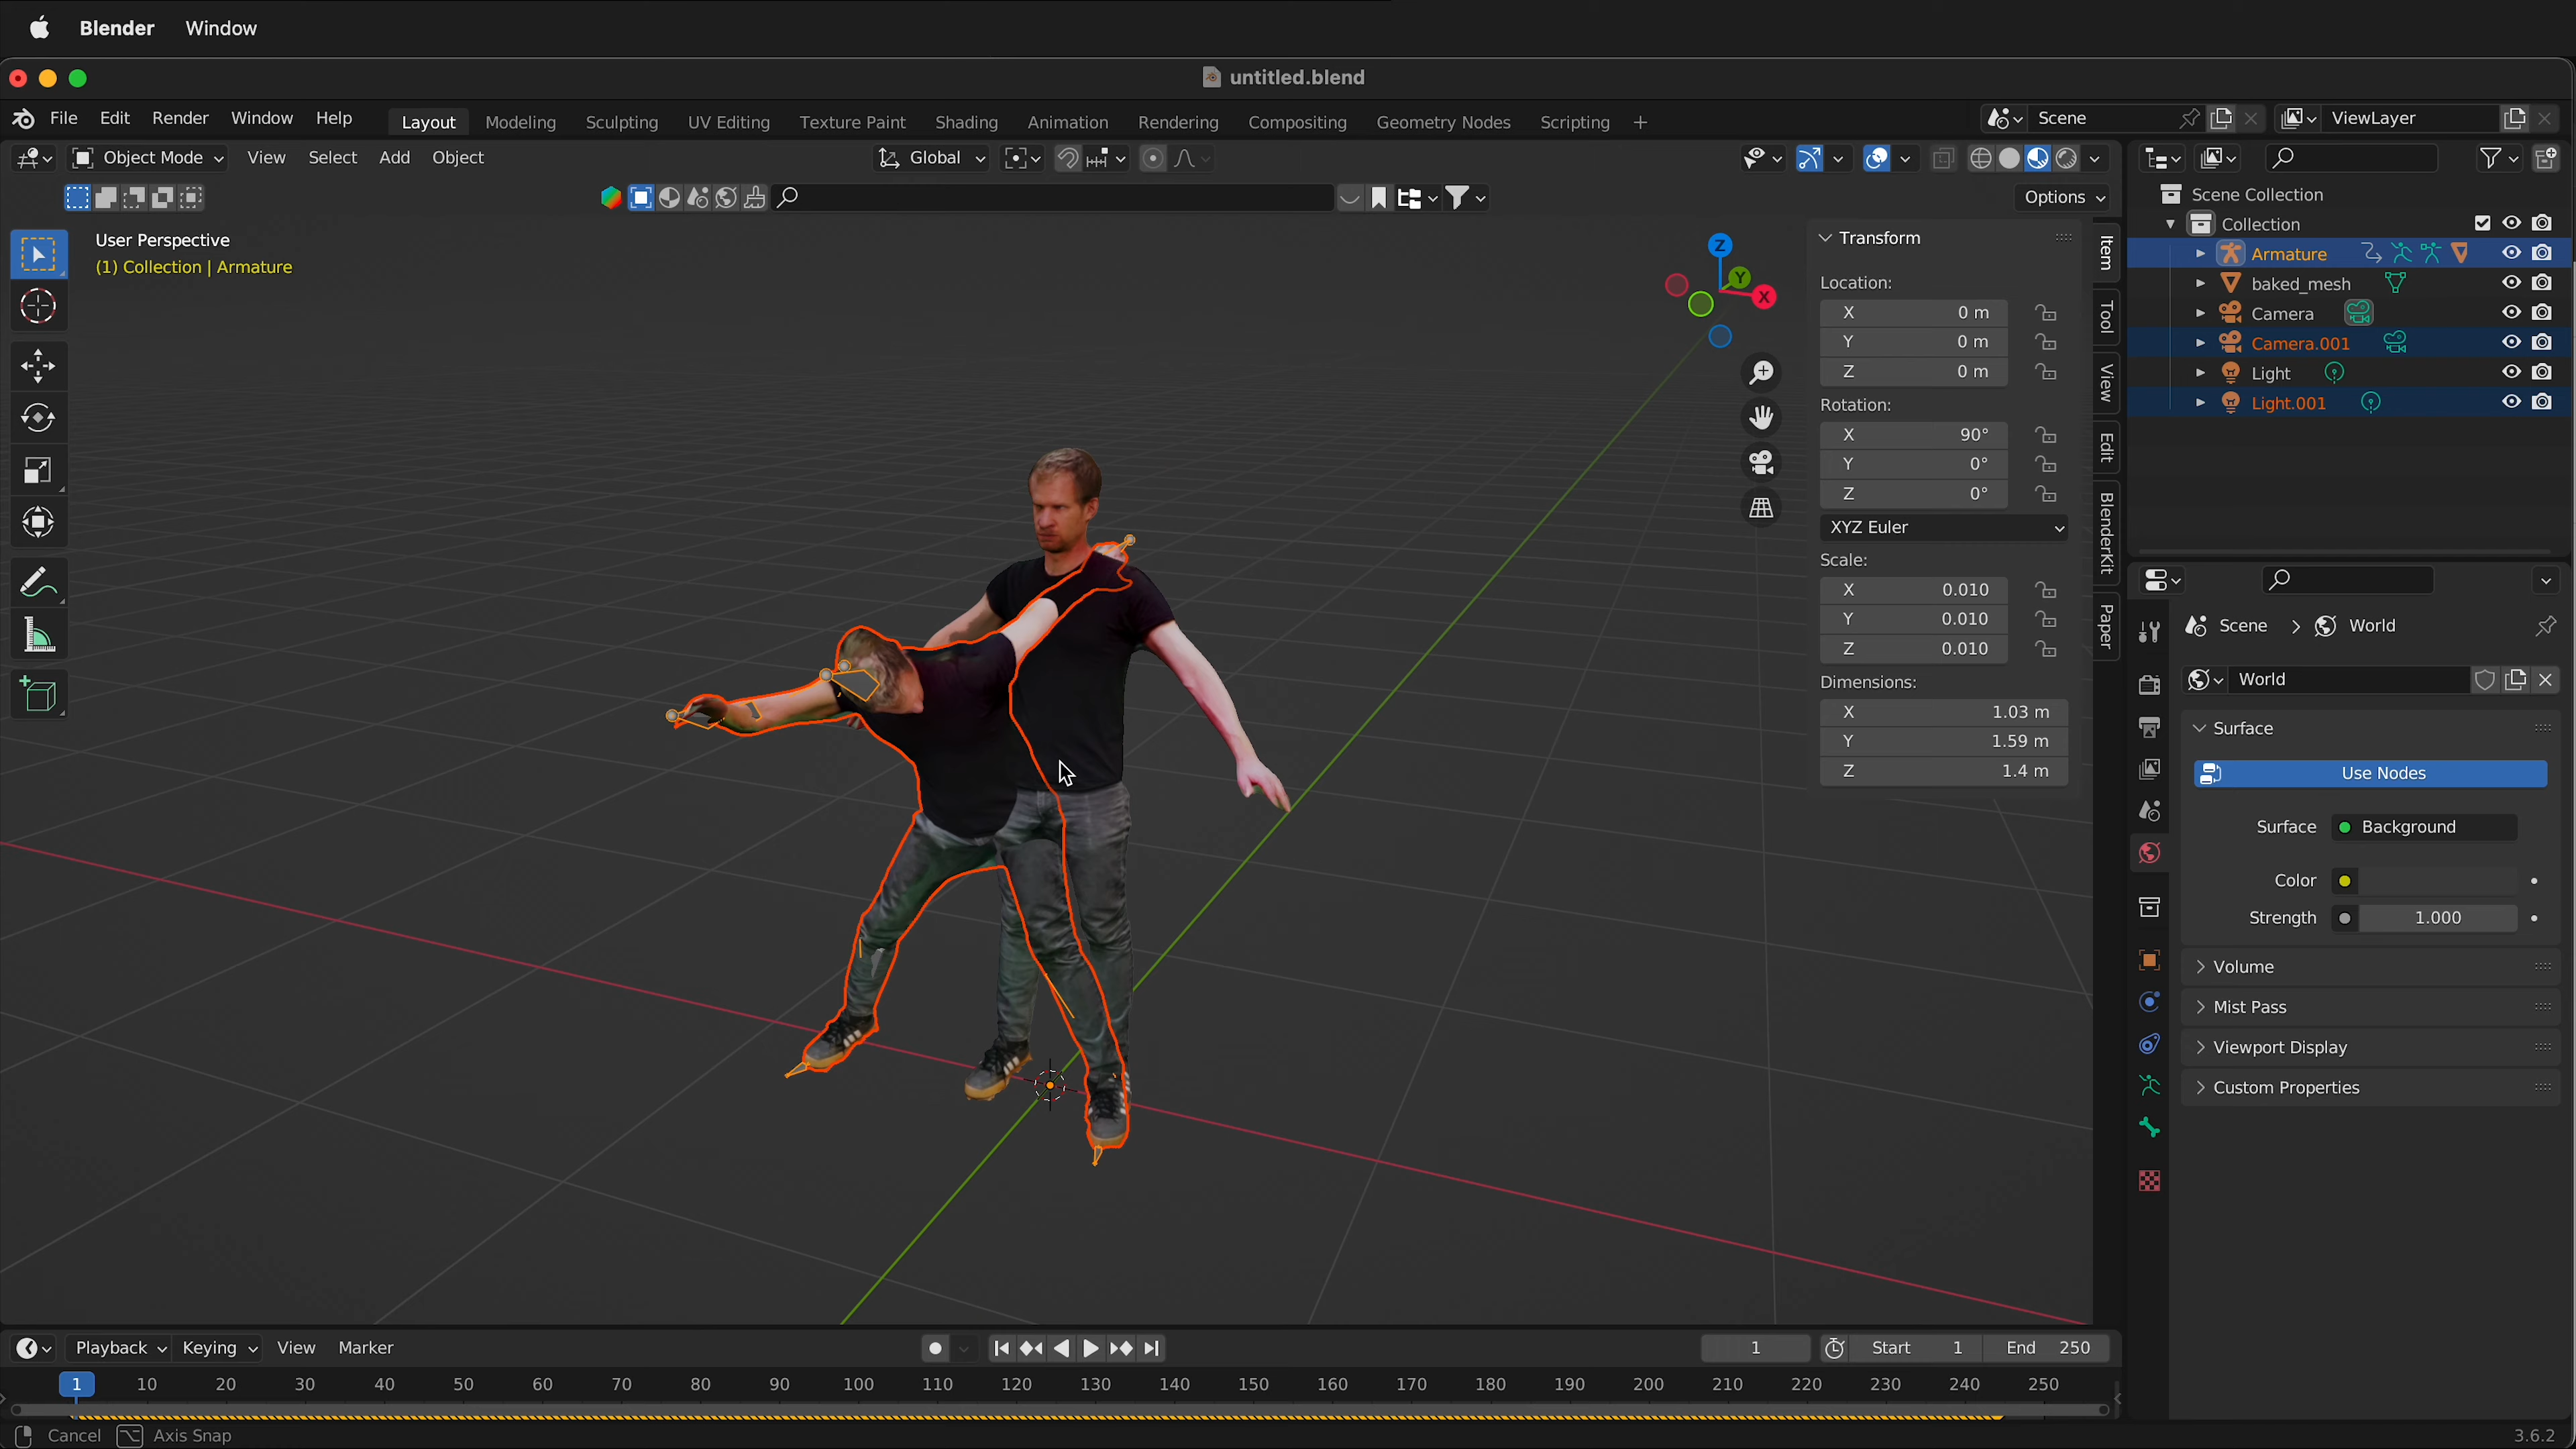 Blender Window
untitled.blend
File Edit Render Window Help Layout Modeling Sculpting UV Editing Texture Paint Shading Animation Rendering Compositing Geometry Nodes Scripting + Scene ViewLayer
Object Mode View Select Add Object Global
Options
User Perspective
(1) Collection | Armature
Z
Y
X
Transform
Location:
X 0 m
Y 0 m
Z 0 m
Rotation:
X 90°
Y 0°
Z 0°
XYZ Euler
Scale:
X 0.010
Y 0.010
Z 0.010
Dimensions:
X 1.03 m
Y 1.59 m
Z 1.4 m
Item
Tool
View
Edit
BlenderKit
Paper
Scene Collection
Collection
Armature
baked_mesh
Camera
Camera.001
Light
Light.001
Scene > World
World
Surface
Use Nodes
Surface Background
Color
Strength 1.000
Volume
Mist Pass
Viewport Display
Custom Properties
Playback Keying View Marker 1 Start 1 End 250
1 10 20 30 40 50 60 70 80 90 100 110 120 130 140 150 160 170 180 190 200 210 220 230 240 250
Cancel Axis Snap 3.6.2